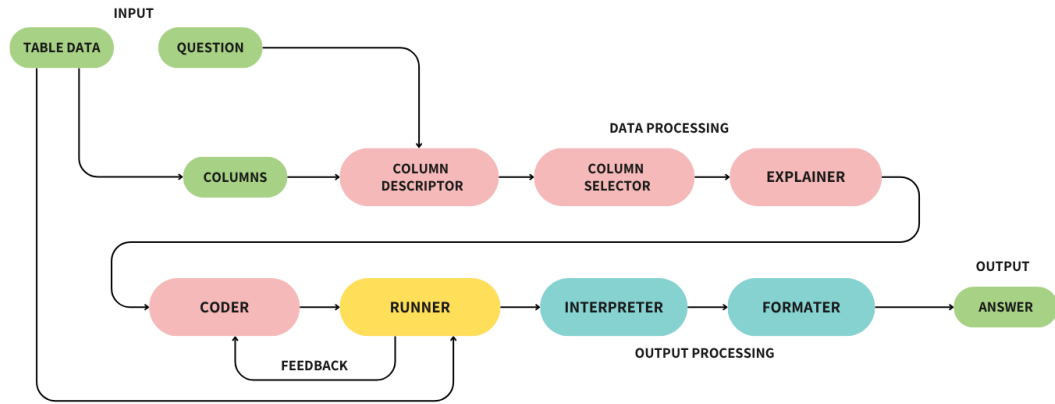 INPUT
TABLE DATA
QUESTION
DATA PROCESSING
COLUMNS
COLUMN
DESCRIPTOR
COLUMN
SELECTOR
EXPLAINER
OUTPUT
CODER
RUNNER
INTERPRETER
FORMATER
ANSWER
OUTPUT PROCESSING
FEEDBACK